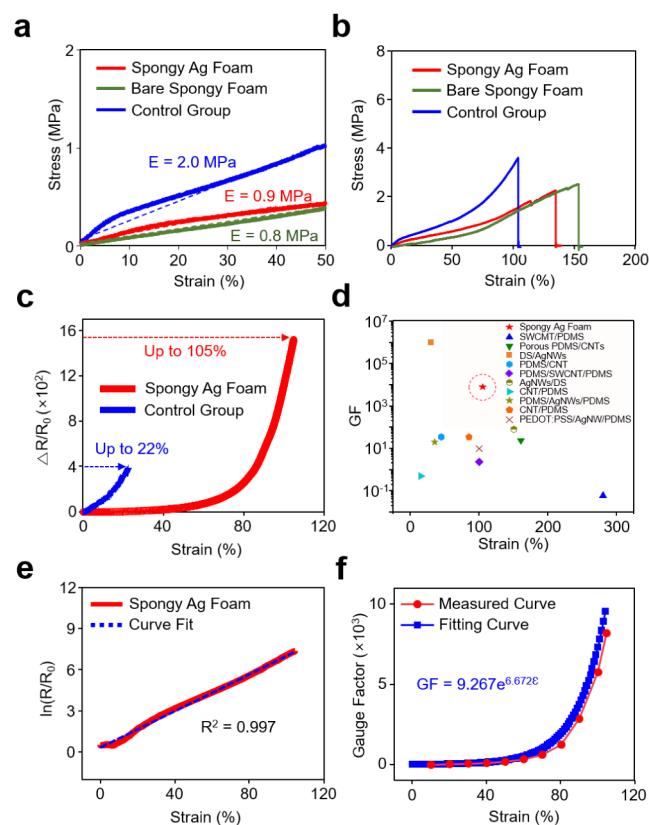 a
2
Spongy Ag Foam
Bare Spongy Foam
Control Group
Stress (MPa)
1
E = 2.0 MPa
E = 0.9 MPa
E = 0.8 MPa
0
0 10 20 30 40 50
Strain (%)
b
8
Spongy Ag Foam
Bare Spongy Foam
Control Group
6
Stress (MPa)
4
2
0
0 50 100 150 200
Strain (%)
c
16
Up to 105%
12
Spongy Ag Foam
Control Group
△R/R₀ (×10²)
8
Up to 22%
4
0
0 40 80 120
Strain (%)
d
10⁷
Spongy Ag Foam
SWCMT/PDMS
Porous PDMS/CNTs
DS/AgNWs
PDMS/CNT
PDMS/SWCNT/PDMS
AgNWs/DS
CNT/PDMS
PDMS/AgNWs/PDMS
CNT/PDMS
PEDOT:PSS/AgNW/PDMS
10⁵
GF
10³
10¹
10⁻¹
0 100 200 300
Strain (%)
e
12
Spongy Ag Foam
Curve Fit
9
ln(R/R₀)
6
3
R² = 0.997
0
0 40 80 120
Strain (%)
f
10
Measured Curve
Fitting Curve
Gauge Factor (×10³)
GF = 9.267e⁶·⁶⁷²ᵋ
5
0
0 40 80 120
Strain (%)